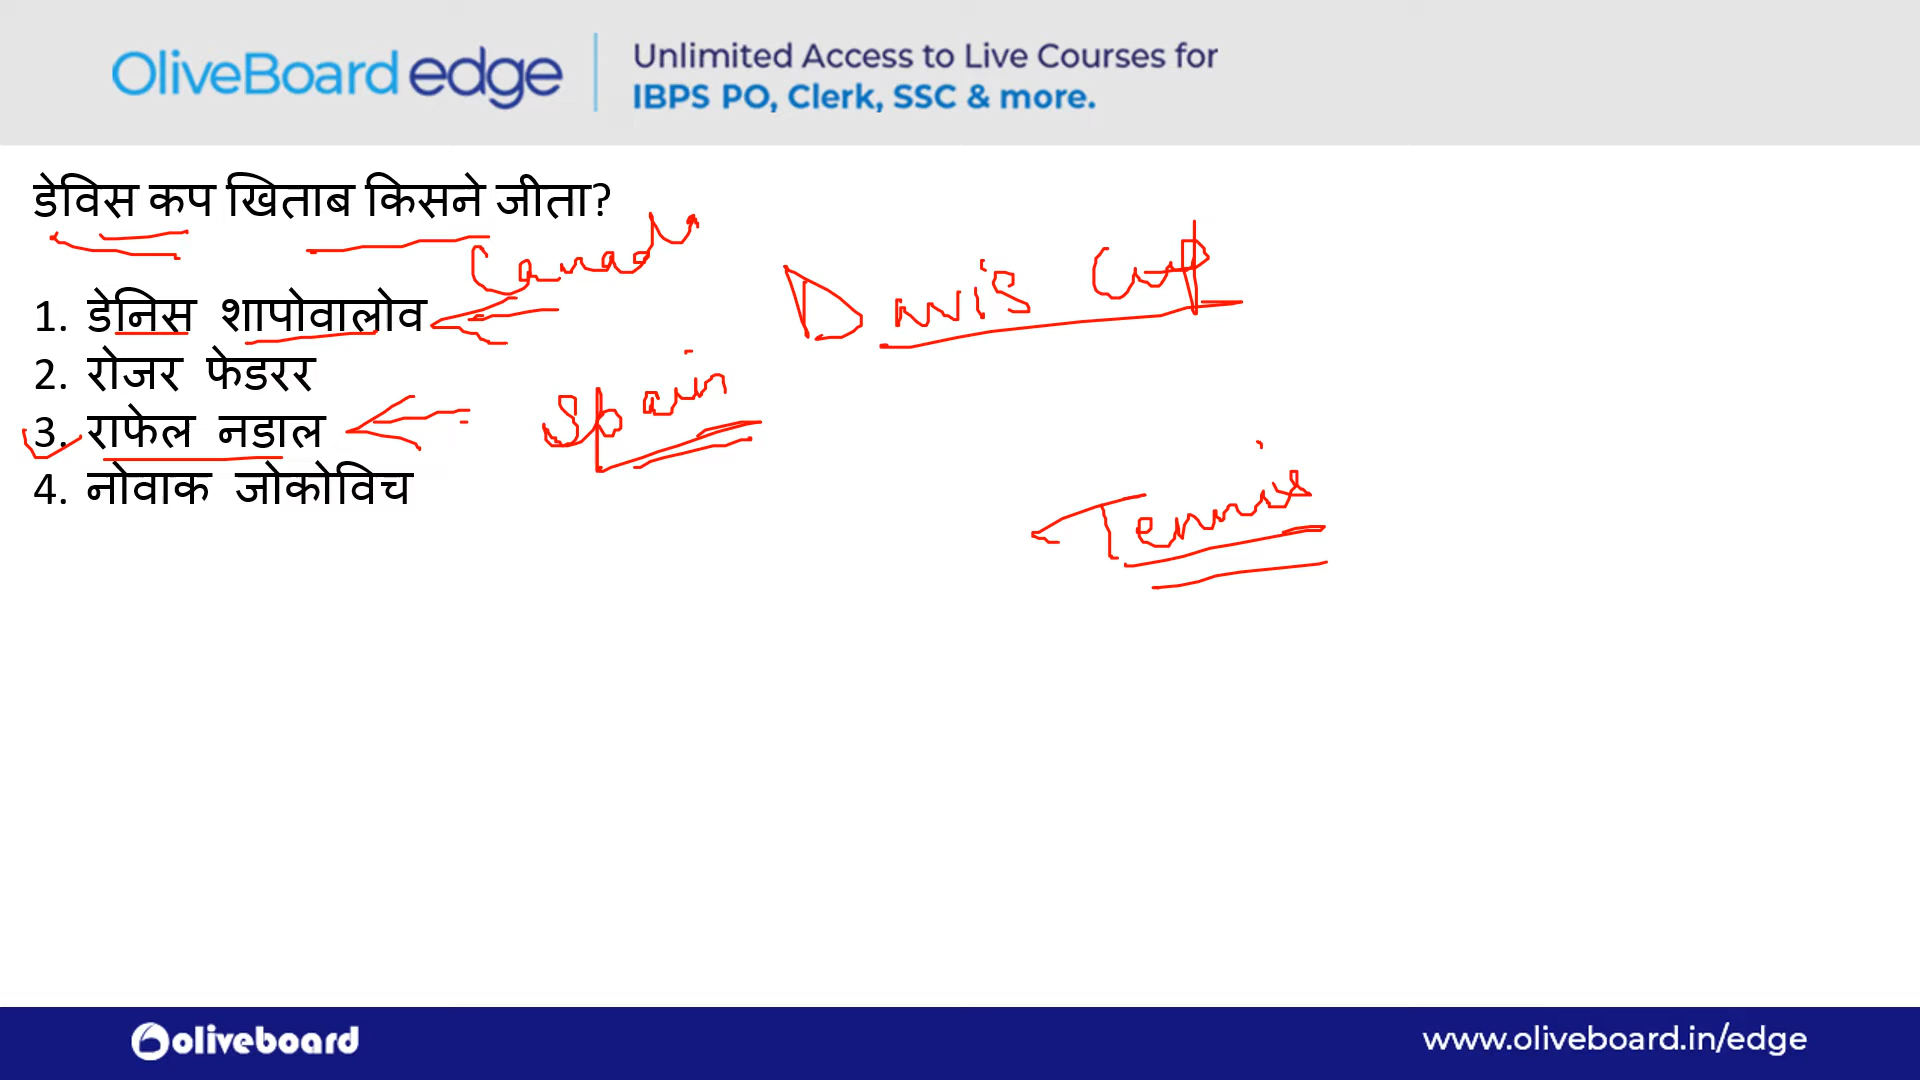 OliveBoard edge
Unlimited Access to Live Courses for
IBPS PO, Clerk, SSC & more.
डेविस कप खिताब किसने जीता?
Canada
Davis Cup
1. डेनिस शापोवालोव
2. रोजर फेडरर
Spain
3. राफेल नडाल
4. नोवाक जोकोविच
Tennis
oliveboard
www.oliveboard.in/edge